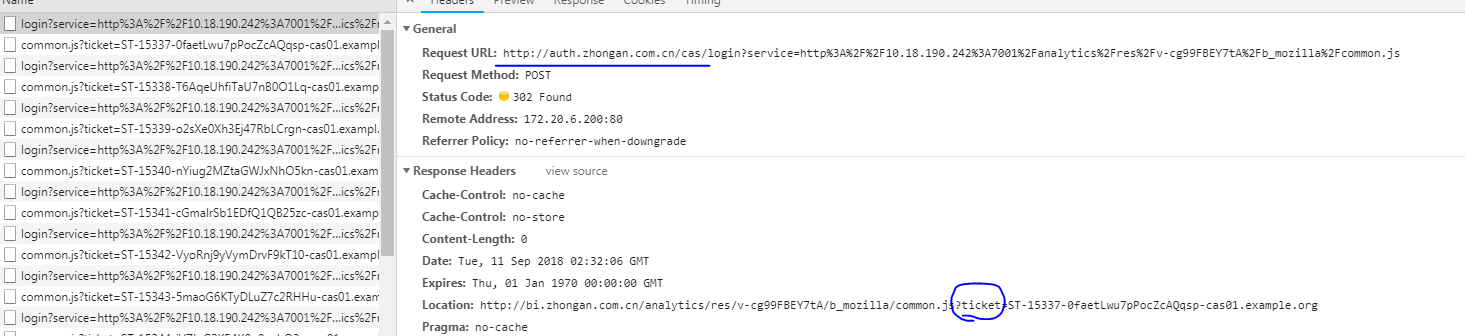 Headers Preview Response Cookies Timing
login?service=http%3A%2F%2F10.18.190.242%3A7001%2F...ics%2Fr
common.js?ticket=ST-15337-0faetLwu7pPocZcAQqsp-cas01.exampl
login?service=http%3A%2F%2F10.18.190.242%3A7001%2F...ics%2Fr
common.js?ticket=ST-15338-T6AqeUhfiTaU7nB0O1Lq-cas01.examp
login?service=http%3A%2F%2F10.18.190.242%3A7001%2F...ics%2Fr
common.js?ticket=ST-15339-o2sXe0Xh3Ej47RbLCrgn-cas01.exampl
login?service=http%3A%2F%2F10.18.190.242%3A7001%2F...ics%2Fr
common.js?ticket=ST-15340-nYiug2MZtaGWJxNhO5kn-cas01.exam
login?service=http%3A%2F%2F10.18.190.242%3A7001%2F...ics%2Fr
common.js?ticket=ST-15341-cGmaIrSb1EDfQ1QB25zc-cas01.examp
login?service=http%3A%2F%2F10.18.190.242%3A7001%2F...ics%2Fr
common.js?ticket=ST-15342-VyoRnj9yVymDrvF9kT10-cas01.examp
login?service=http%3A%2F%2F10.18.190.242%3A7001%2F...ics%2Fr
common.js?ticket=ST-15343-5maoG6KTyDLuZ7c2RHHu-cas01.exam
login?service=http%3A%2F%2F10.18.190.242%3A7001%2F...ics%2Fr
General
Request URL: http://auth.zhongan.com.cn/cas/login?service=http%3A%2F%2F10.18.190.242%3A7001%2Fanalytics%2Fres%2Fv-cg99FBEY7tA%2Fb_mozilla%2Fcommon.js
Request Method: POST
Status Code: 302 Found
Remote Address: 172.20.6.200:80
Referrer Policy: no-referrer-when-downgrade
Response Headers view source
Cache-Control: no-cache
Cache-Control: no-store
Content-Length: 0
Date: Tue, 11 Sep 2018 02:32:06 GMT
Expires: Thu, 01 Jan 1970 00:00:00 GMT
Location: http://bi.zhongan.com.cn/analytics/res/v-cg99FBEY7tA/b_mozilla/common.js?ticket=ST-15337-0faetLwu7pPocZcAQqsp-cas01.example.org
Pragma: no-cache